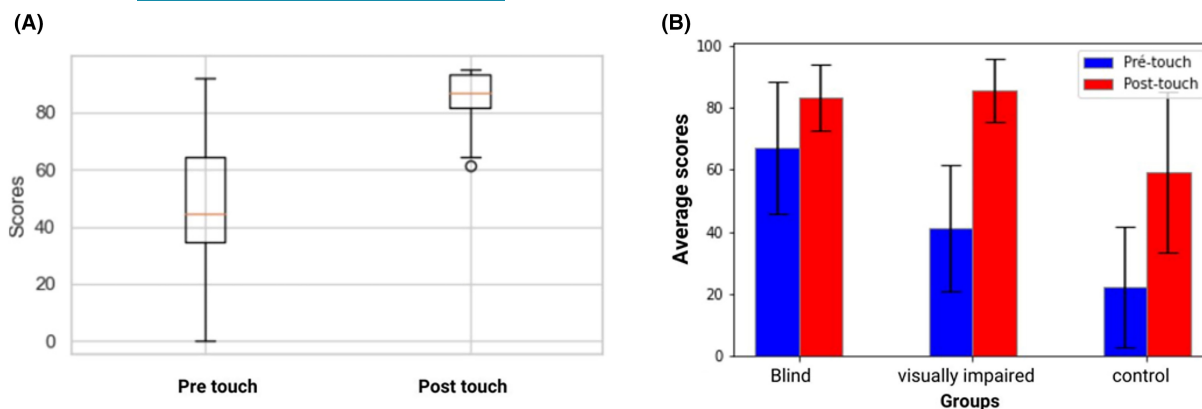 (A)
Scores
80
60
40
20
0
Pre touch
Post touch
(B)
Average scores
100
80
60
40
20
0
Pré-touch
Post-touch
Blind
visually impaired
control
Groups